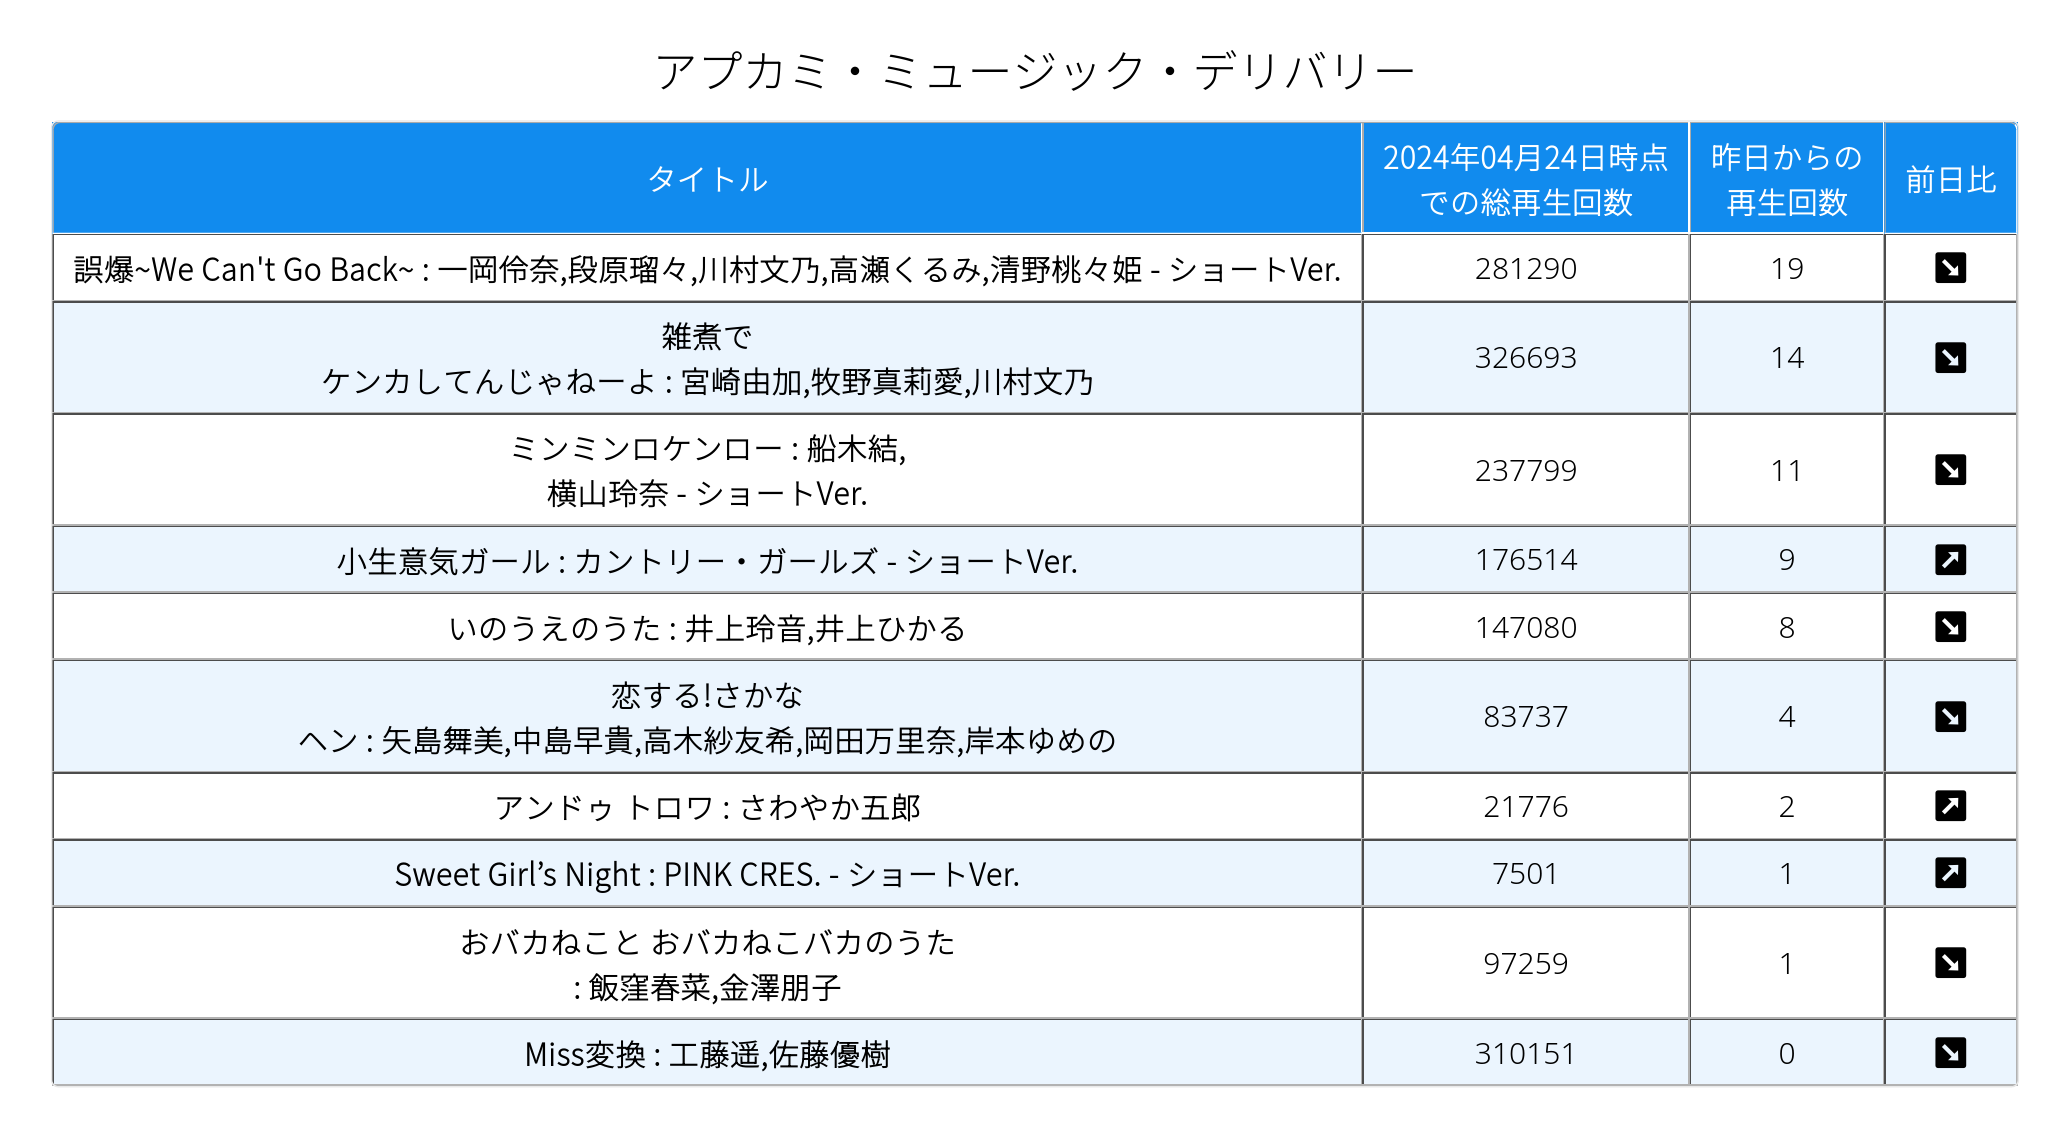 アプカミ・ミュージック・デリバリー
タイトル
2024年04月24日時点
での総再生回数
昨日からの
再生回数
前日比
誤爆~We Can't Go Back~ : 一岡伶奈,段原瑠々,川村文乃,高瀬くるみ,清野桃々姫 - ショートVer.
281290
19
雑煮で
ケンカしてんじゃねーよ : 宮崎由加,牧野真莉愛,川村文乃
326693
14
ミンミンロケンロー : 船木結,
横山玲奈 - ショートVer.
237799
11
小生意気ガール : カントリー・ガールズ - ショートVer.
176514
9
いのうえのうた : 井上玲音,井上ひかる
147080
8
恋する!さかな
ヘン : 矢島舞美,中島早貴,高木紗友希,岡田万里奈,岸本ゆめの
83737
4
アンドゥ トロワ : さわやか五郎
21776
2
Sweet Girl’s Night : PINK CRES. - ショートVer.
7501
1
おバカねこと おバカねこバカのうた
: 飯窪春菜,金澤朋子
97259
1
Miss変換 : 工藤遥,佐藤優樹
310151
0